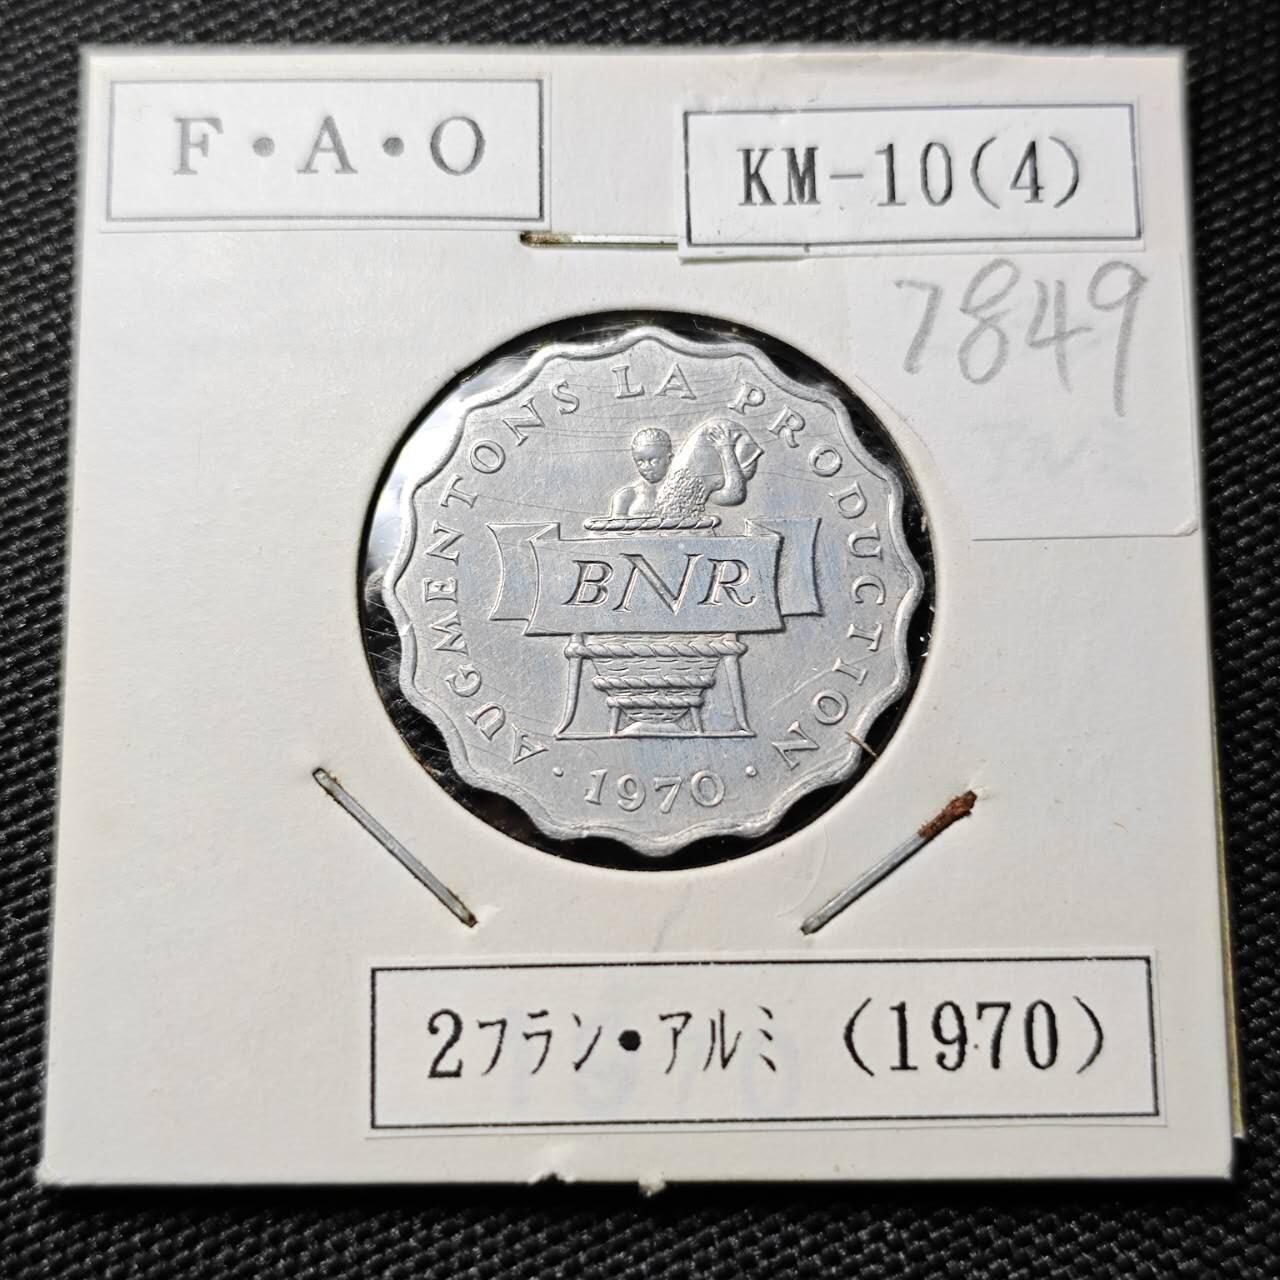 F・A・O
KM-10(4)
7849
AUGMENTONS LA PRODUCTION
BNR
· 1970 ·
2フラン・アルミ (1970)